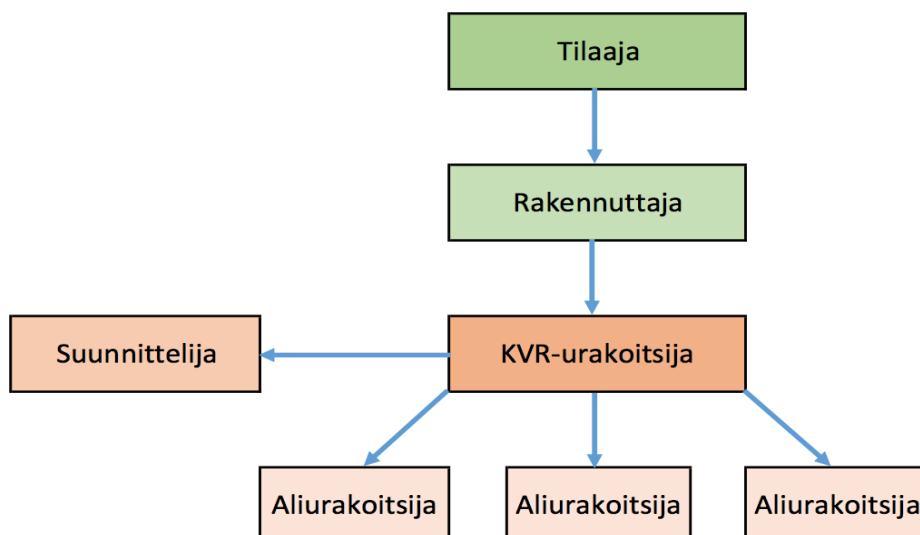 Tilaaja
Rakennuttaja
Suunnittelija
KVR-urakoitsija
Aliurakoitsija
Aliurakoitsija
Aliurakoitsija